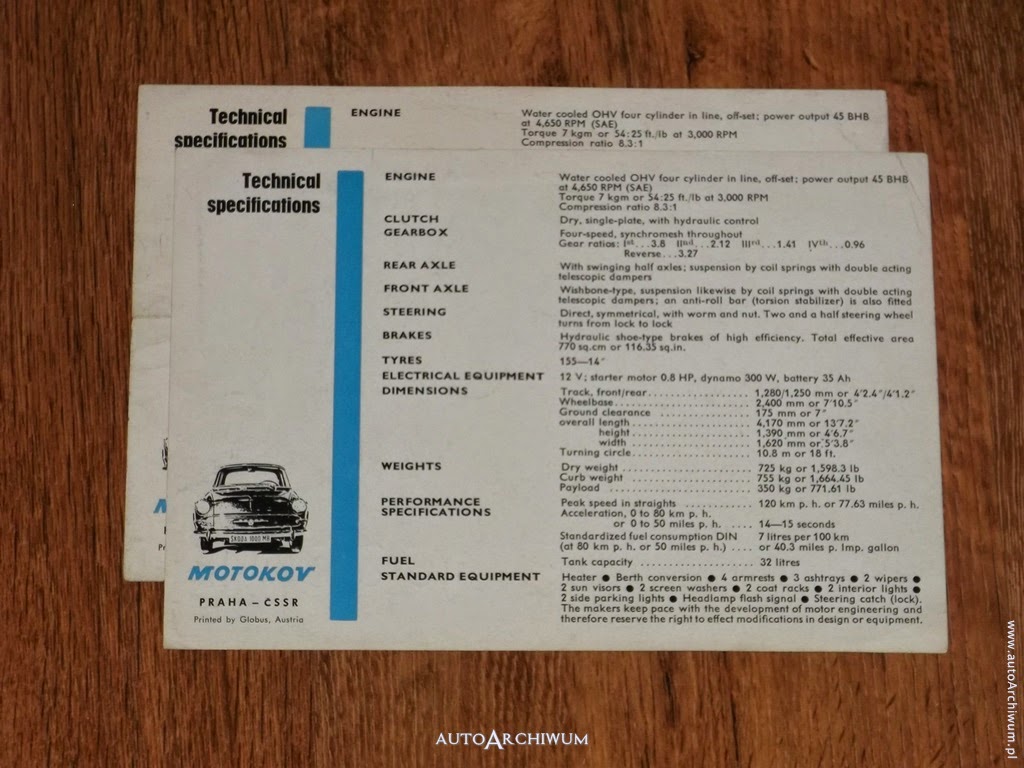 Technical
specifications
ENGINE
Water cooled OHV four cylinder in line, off-set; power output 45 BHB
at 4,650 RPM (SAE)
Torque 7 kgm or 54:25 ft./lb at 3,000 RPM
Compression ratio 8.3:1
Technical
specifications
ENGINE
Water cooled OHV four cylinder in line, off-set; power output 45 BHB
at 4,650 RPM (SAE)
Torque 7 kgm or 54:25 ft./lb at 3,000 RPM
Compression ratio 8.3:1
CLUTCH
Dry, single-plate, with hydraulic control
GEARBOX
Four-speed, synchromesh throughout
Gear ratios: Ist...3.8 IInd...2.12 IIIrd...1.41 IVth...0.96
Reverse...3.27
REAR AXLE
With swinging half axles; suspension by coil springs with double acting
telescopic dampers
FRONT AXLE
Wishbone-type, suspension likewise by coil springs with double acting
telescopic dampers; an anti-roll bar (torsion stabilizer) is also fitted
STEERING
Direct, symmetrical, with worm and nut. Two and a half steering wheel
turns from lock to lock
BRAKES
Hydraulic shoe-type brakes of high efficiency. Total effective area
770 sq.cm or 116.35 sq.in.
TYRES
155—14"
ELECTRICAL EQUIPMENT
12 V; starter motor 0.8 HP, dynamo 300 W, battery 35 Ah
DIMENSIONS
Track, front/rear.................... 1,280/1,250 mm or 4'2.4"/4'1.2"
Wheelbase........................... 2,400 mm or 7'10.5"
Ground clearance .................. 175 mm or 7"
overall length........................ 4,170 mm or 13'7.2"
height........................ 1,390 mm or 4'6.7"
width ........................ 1,620 mm or 5'3.8"
Turning circle........................ 10.8 m or 18 ft.
WEIGHTS
Dry weight .......................... 725 kg or 1,598.3 lb
Curb weight ........................ 755 kg or 1,664.45 lb
Payload ............................. 350 kg or 771.61 lb
PERFORMANCE
SPECIFICATIONS
Peak speed in straights ............ 120 km p. h. or 77.63 miles p. h.
Acceleration, 0 to 80 km p. h.
or 0 to 50 miles p. h. ..... 14—15 seconds
Standardized fuel consumption DIN 7 litres per 100 km
(at 80 km p. h. or 50 miles p. h.) .... or 40.3 miles p. Imp. gallon
FUEL
Tank capacity ...................... 32 litres
STANDARD EQUIPMENT
Heater ● Berth conversion ● 4 armrests ● 3 ashtrays ● 2 wipers ●
2 sun visors ● 2 screen washers ● 2 coat racks ● 2 interior lights ●
2 side parking lights ● Headlamp flash signal ● Steering catch (lock).
The makers keep pace with the development of motor engineering and
therefore reserve the right to effect modifications in design or equipment.
ŠKODA 1000 MB
MOTOKOV
PRAHA – ČSSR
Printed by Globus, Austria
AUTOARCHIWUM
www.autoArchiwum.pl